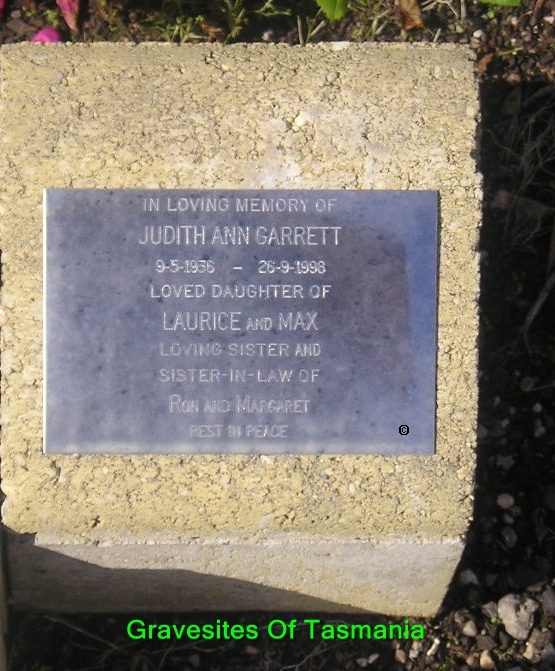 IN LOVING MEMORY OF
JUDITH ANN GARRETT
9-5-1936 – 26-9-1998
LOVED DAUGHTER OF
LAURICE AND MAX
LOVING SISTER AND
SISTER-IN-LAW OF
RON AND MARGARET
REST IN PEACE
©
Gravesites Of Tasmania